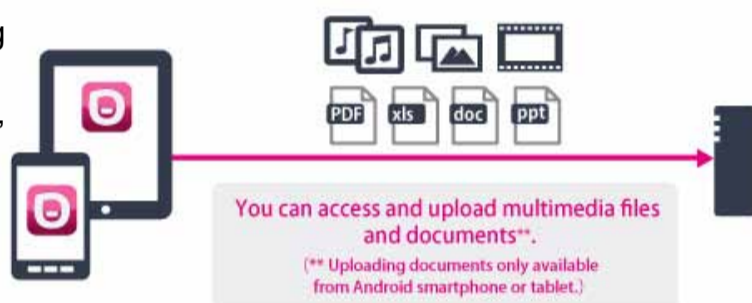 g
,
PDF xls doc ppt
You can access and upload multimedia files
and documents**.
(** Uploading documents only available
from Android smartphone or tablet.)